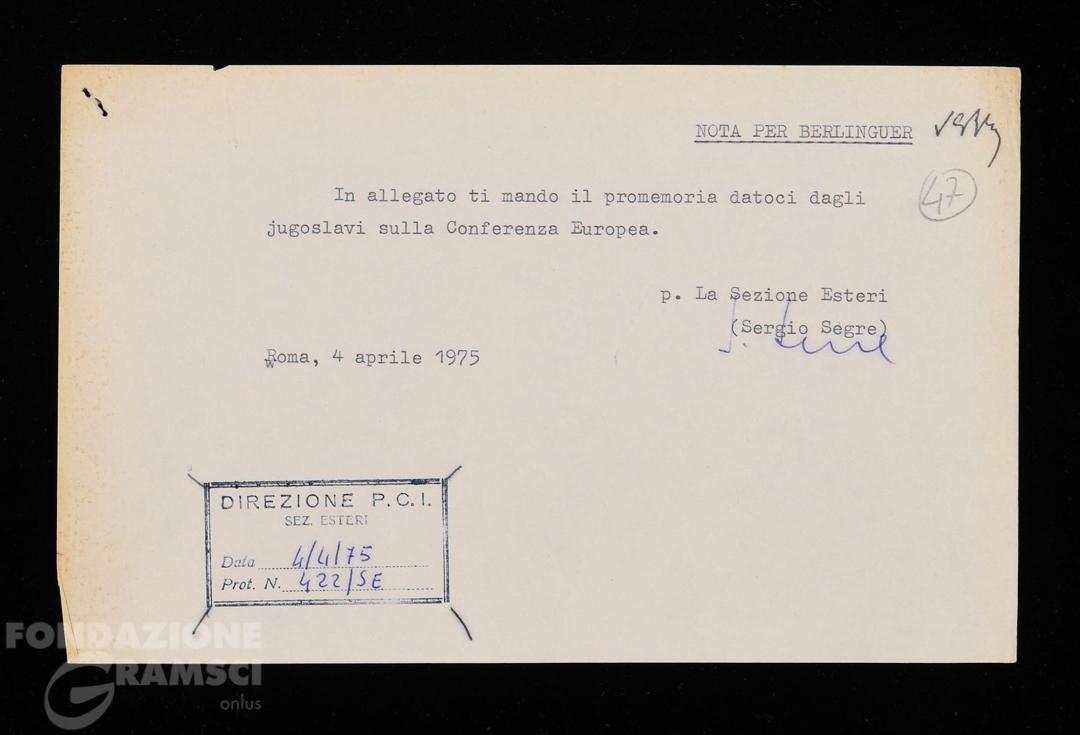 NOTA PER BERLINGUER
47
In allegato ti mando il promemoria datoci dagli
jugoslavi sulla Conferenza Europea.
p. La Sezione Esteri
(Sergio Segre)
S. Segre
Roma, 4 aprile 1975
DIREZIONE P.C.I.
SEZ. ESTERI
Data 4/4/75
Prot. N. 422/SE
FONDAZIONE
GRAMSCI
onlus